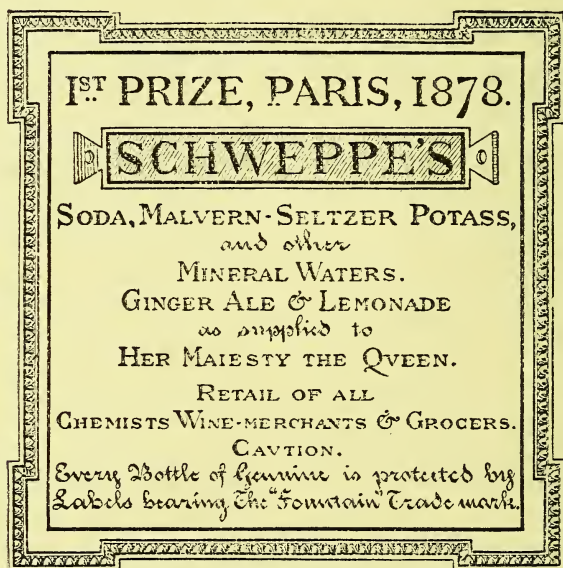 1ST PRIZE, PARIS, 1878.
SCHWEPPE'S
SODA, MALVERN-SELTZER POTASS,
and other
MINERAL WATERS.
GINGER ALE & LEMONADE
as supplied to
HER MAIESTY THE QVEEN.
RETAIL OF ALL
CHEMISTS WINE-MERCHANTS & GROCERS.
CAVTION.
Every Bottle of Genuine is protected by
Labels bearing The "Fountain" Trade mark.